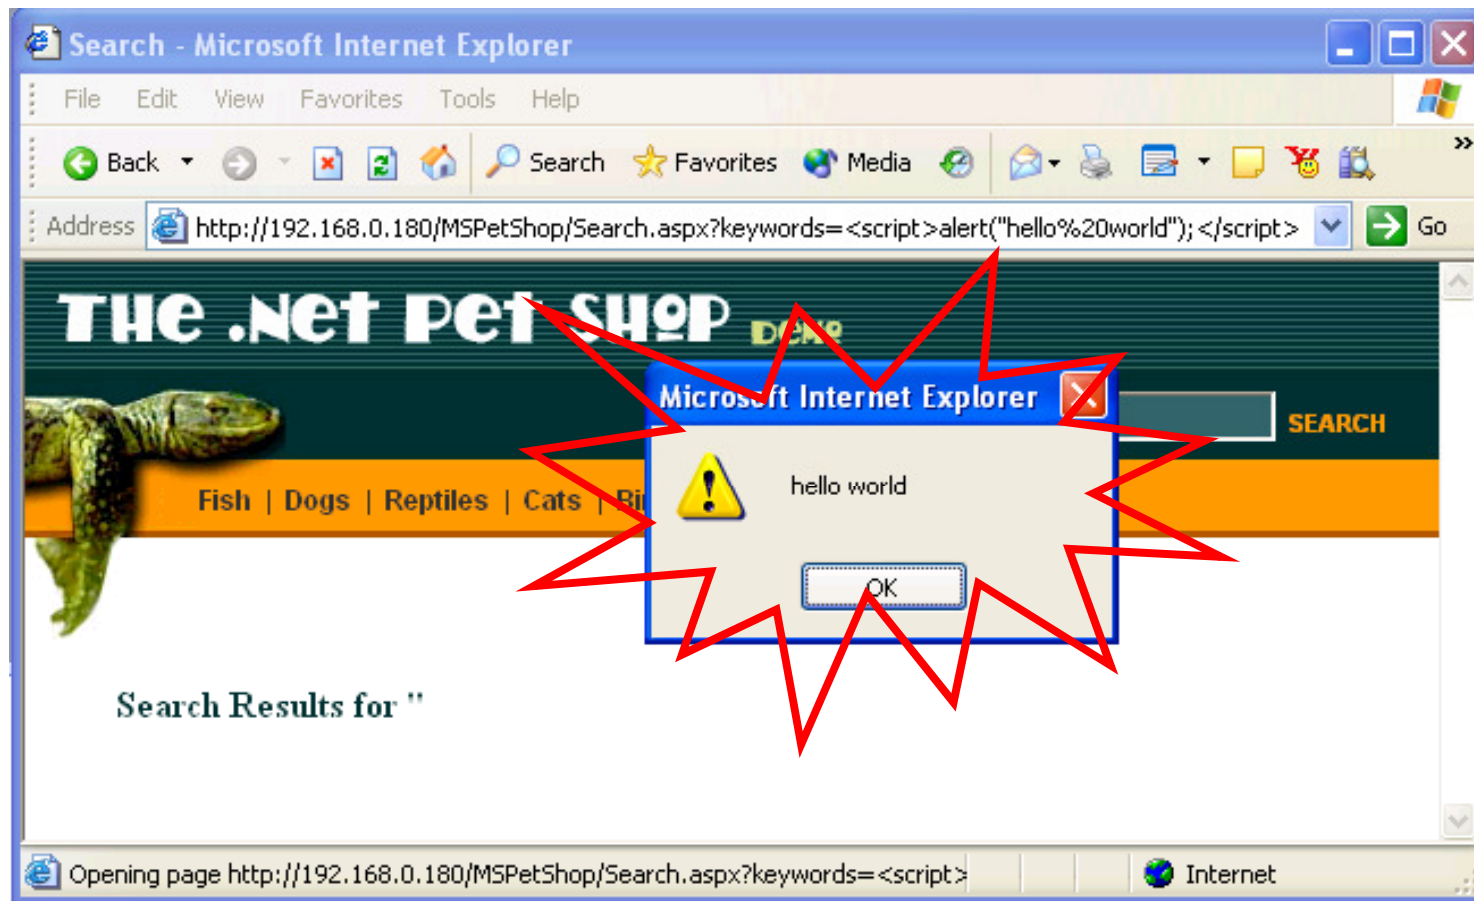 Search - Microsoft Internet Explorer
File Edit View Favorites Tools Help
Back Search Favorites Media »
Address http://192.168.0.180/MSPetShop/Search.aspx?keywords=<script>alert("hello%20world");</script> Go
THE .NET PET SHOP DEMO
Microsoft Internet Explorer
SEARCH
hello world
Fish | Dogs | Reptiles | Cats |
OK
Search Results for ''
Opening page http://192.168.0.180/MSPetShop/Search.aspx?keywords=<script> Internet